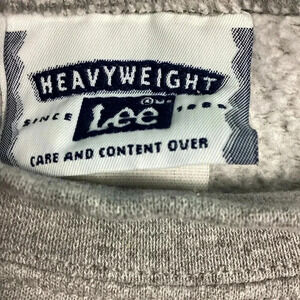 HEAVYWEIGHT
SINCE Lee 1889
CARE AND CONTENT OVER